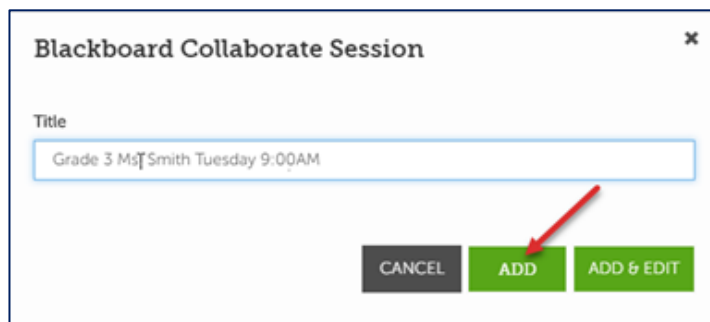 Blackboard Collaborate Session
Title
Grade 3 Ms. Smith Tuesday 9:00AM
CANCEL ADD ADD & EDIT